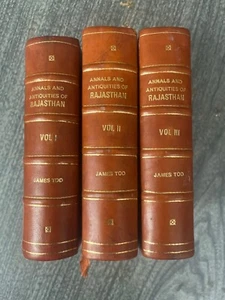 ANNALS AND
ANTIQUITIES OF
RAJASTHAN
VOL I
JAMES TOD
ANNALS AND
ANTIQUITIES OF
RAJASTHAN
VOL II
JAMES TOD
ANNALS AND
ANTIQUITIES OF
RAJASTHAN
VOL III
JAMES TOD